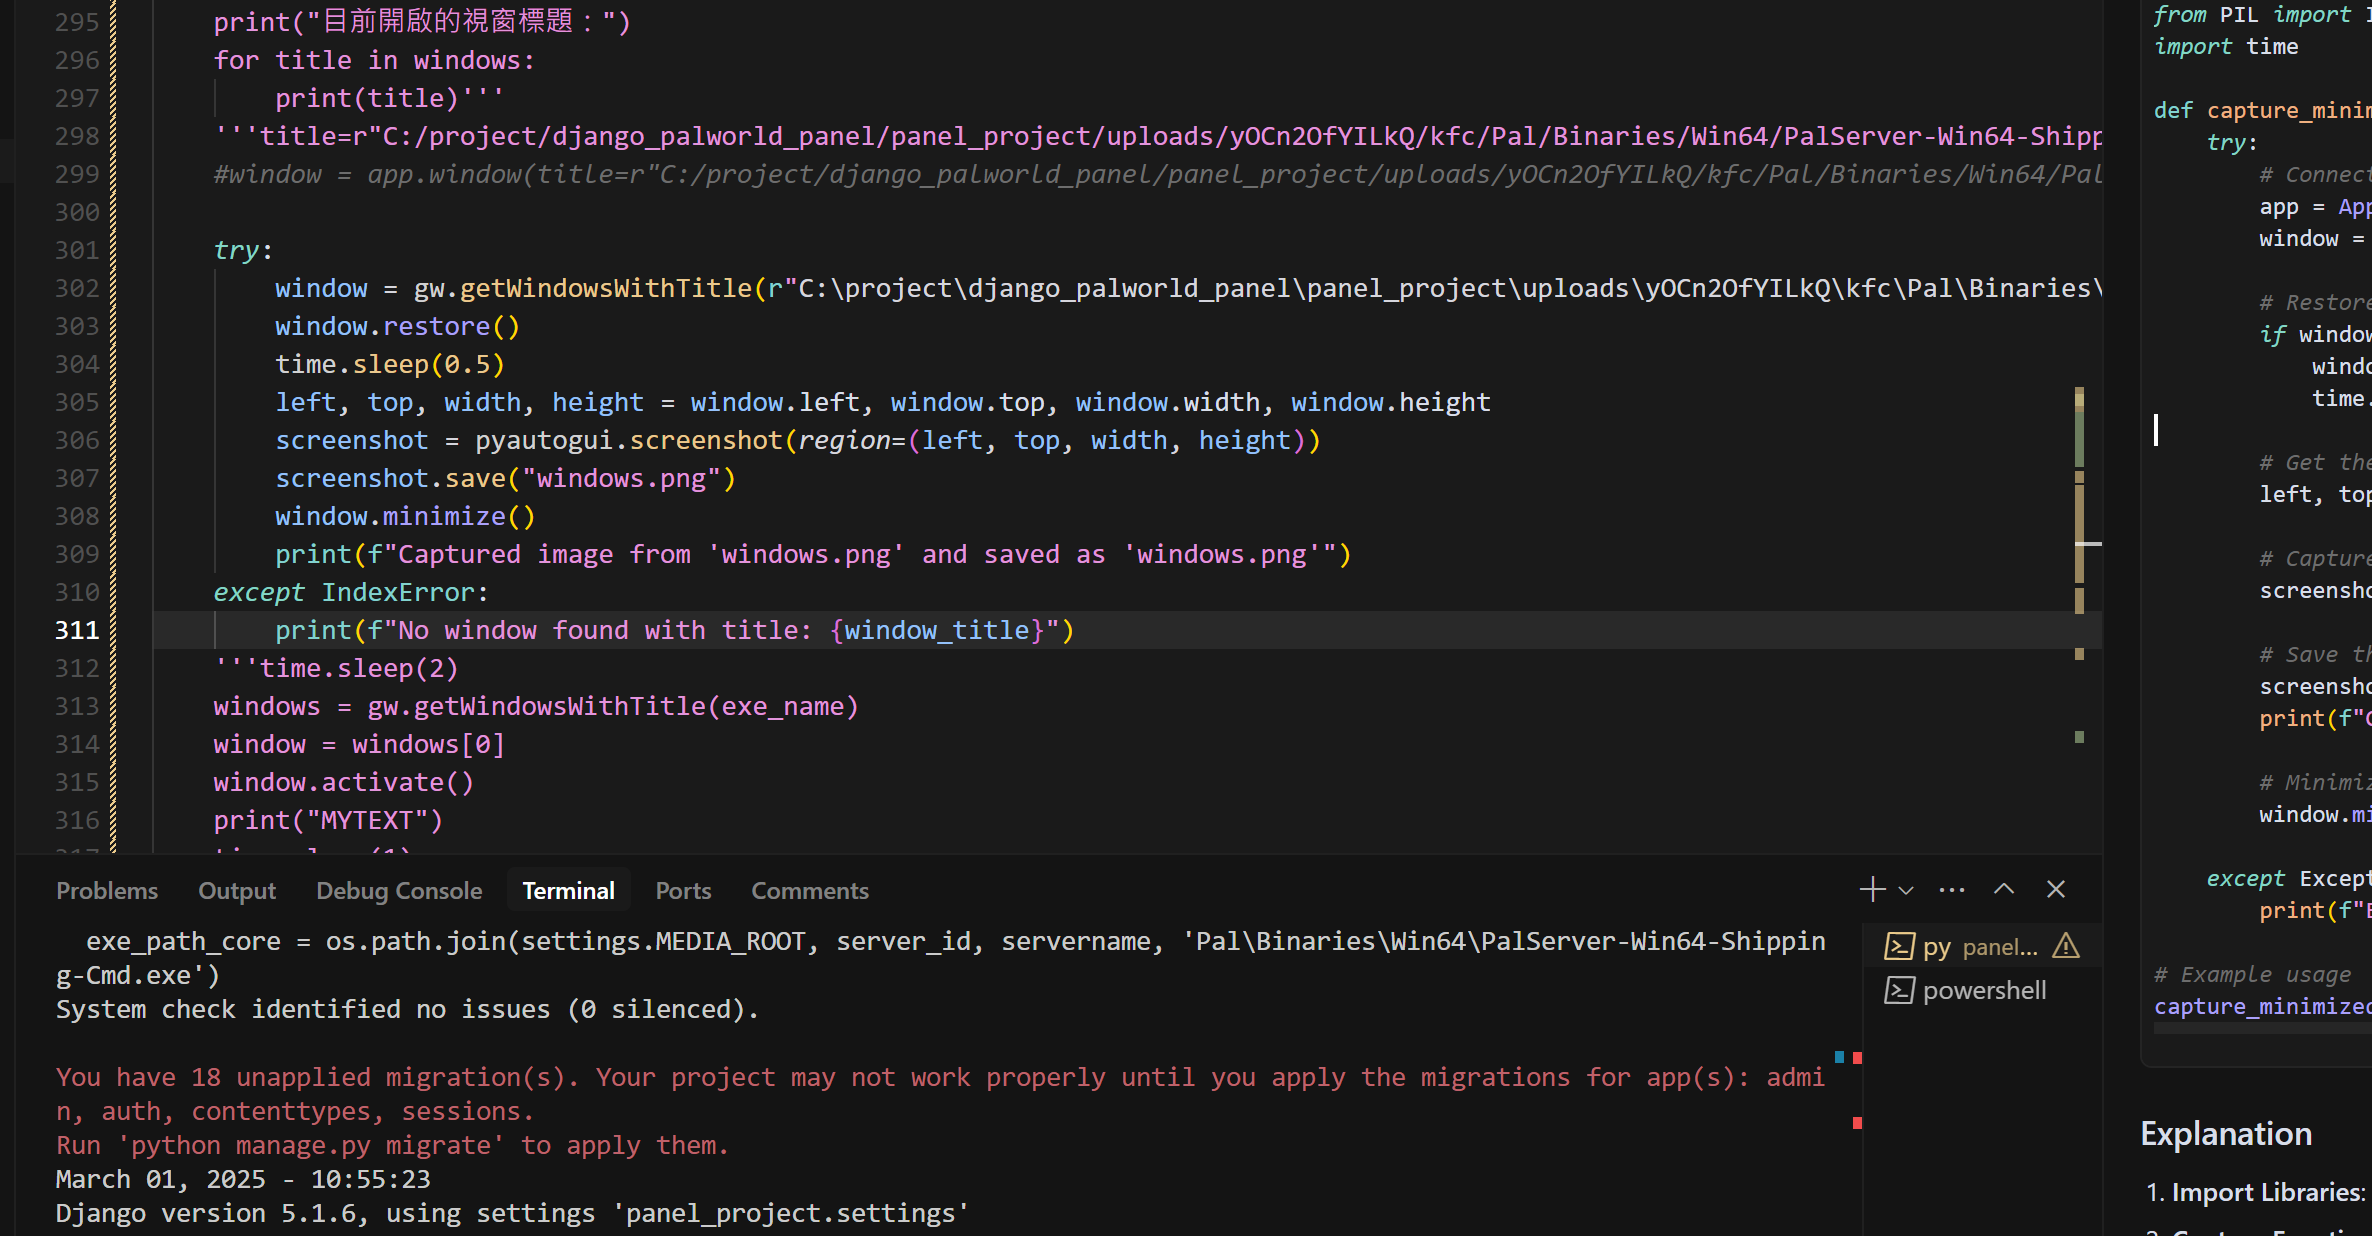 295 print("目前開啟的視窗標題：")
296 for title in windows:
297 print(title)'''
298 '''title=r"C:/project/django_palworld_panel/panel_project/uploads/yOCn2OfYILkQ/kfc/Pal/Binaries/Win64/PalServer-Win64-Shipp
299 #window = app.window(title=r"C:/project/django_palworld_panel/panel_project/uploads/yOCn2OfYILkQ/kfc/Pal/Binaries/Win64/Pal
300
301 try:
302 window = gw.getWindowsWithTitle(r"C:\project\django_palworld_panel\panel_project\uploads\yOCn2OfYILkQ\kfc\Pal\Binaries\
303 window.restore()
304 time.sleep(0.5)
305 left, top, width, height = window.left, window.top, window.width, window.height
306 screenshot = pyautogui.screenshot(region=(left, top, width, height))
307 screenshot.save("windows.png")
308 window.minimize()
309 print(f"Captured image from 'windows.png' and saved as 'windows.png'")
310 except IndexError:
311 print(f"No window found with title: {window_title}")
312 '''time.sleep(2)
313 windows = gw.getWindowsWithTitle(exe_name)
314 window = windows[0]
315 window.activate()
316 print("MYTEXT")
Problems Output Debug Console Terminal Ports Comments
exe_path_core = os.path.join(settings.MEDIA_ROOT, server_id, servername, 'Pal\Binaries\Win64\PalServer-Win64-Shippin
g-Cmd.exe')
System check identified no issues (0 silenced).
You have 18 unapplied migration(s). Your project may not work properly until you apply the migrations for app(s): admi
n, auth, contenttypes, sessions.
Run 'python manage.py migrate' to apply them.
March 01, 2025 - 10:55:23
Django version 5.1.6, using settings 'panel_project.settings'
py panel...
powershell
from PIL import
import time
def capture_minim
try:
# Connect
app = App
window =
# Restore
if window
windo
time.
# Get the
left, top
# Capture
screensho
# Save th
screensho
print(f"C
# Minimiz
window.mi
except Except
print(f"E
# Example usage
capture_minimized
Explanation
1. Import Libraries: